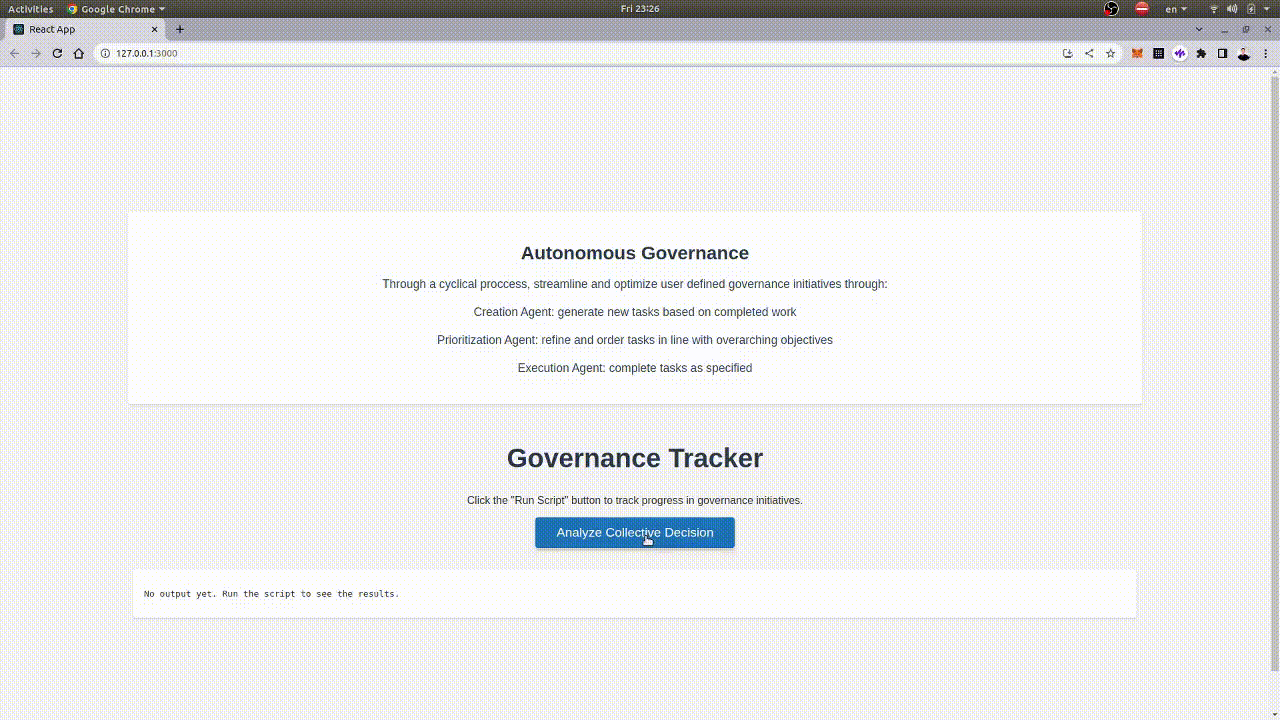 Activities Google Chrome Fri 23:26 en
React App
127.0.0.1:3000
Autonomous Governance
Through a cyclical proccess, streamline and optimize user defined governance initiatives through:
Creation Agent: generate new tasks based on completed work
Prioritization Agent: refine and order tasks in line with overarching objectives
Execution Agent: complete tasks as specified
Governance Tracker
Click the "Run Script" button to track progress in governance initiatives.
Analyze Collective Decision
No output yet. Run the script to see the results.